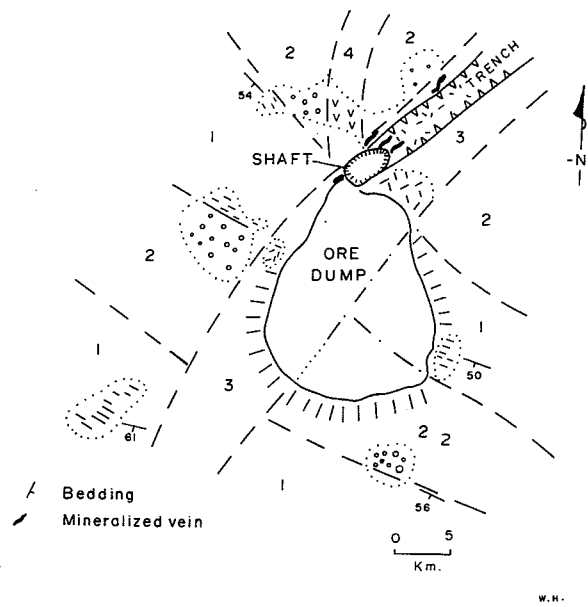 2 4 2
TRENCH
54
1 3
SHAFT
-N
2 2
ORE
DUMP
1 1
50
3
61
2 2
1
56
Bedding
Mineralized vein
0 5
Km.
W.H.